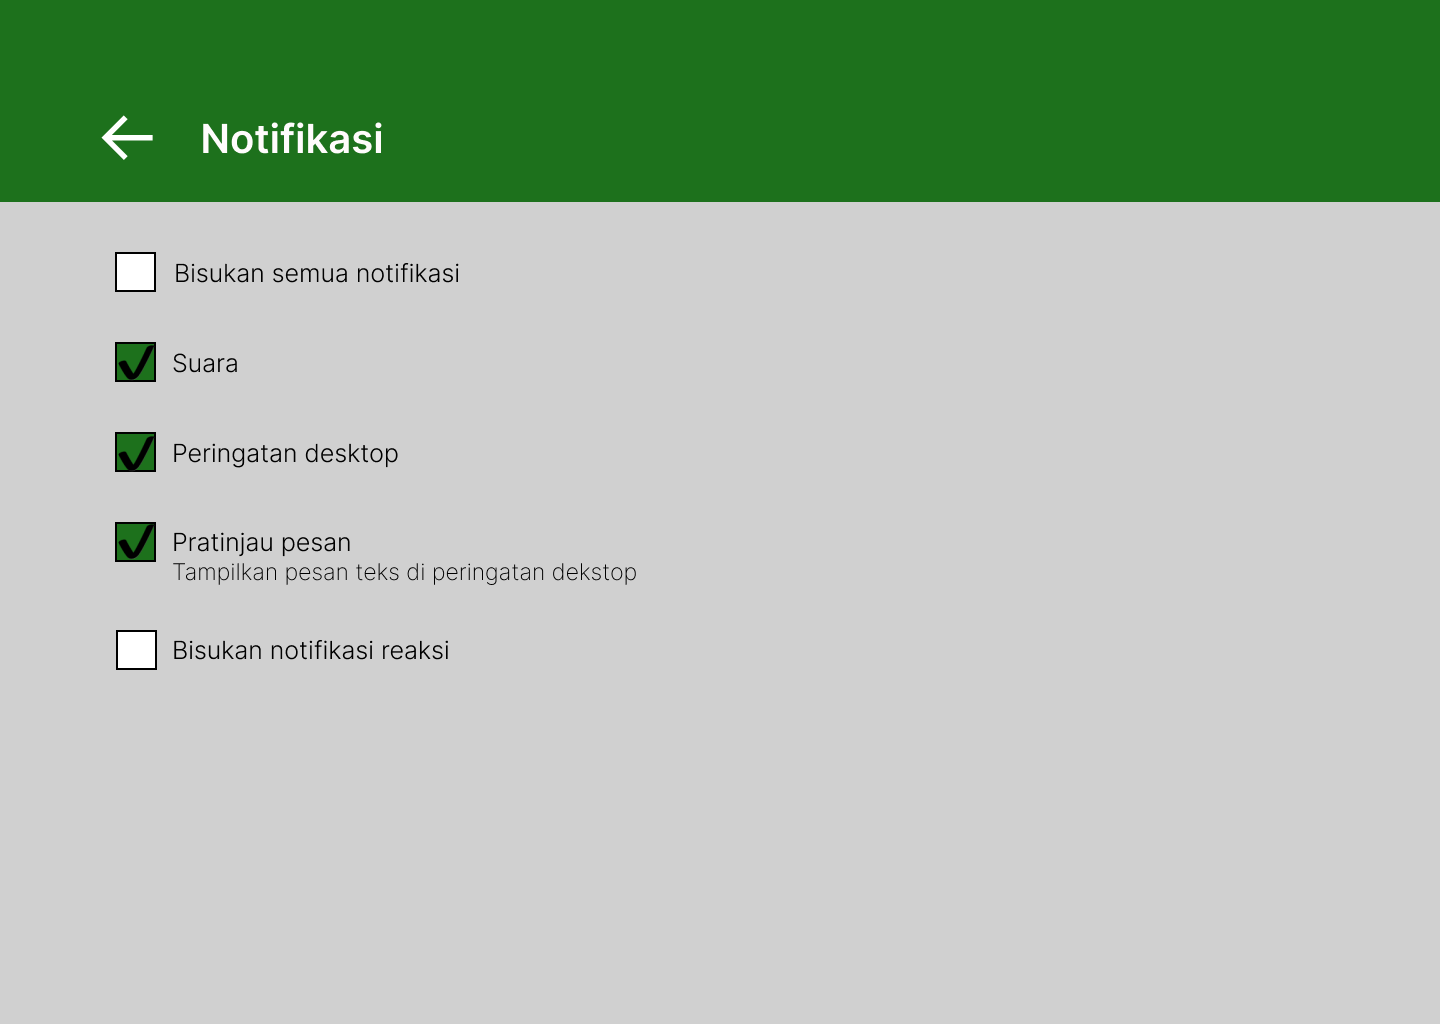 Notifikasi
Bisukan semua notifikasi
Suara
Peringatan desktop
Pratinjau pesan
Tampilkan pesan teks di peringatan dekstop
Bisukan notifikasi reaksi